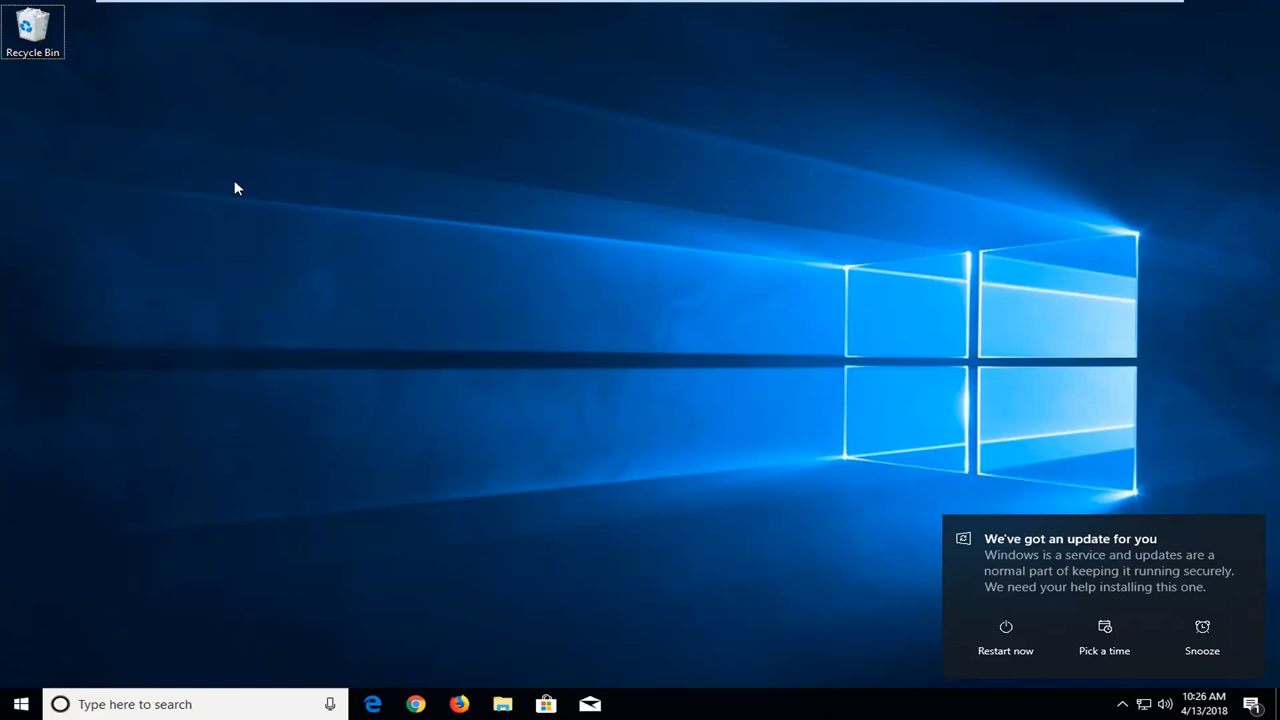 Recycle Bin
We've got an update for you
Windows is a service and updates are a
normal part of keeping it running securely.
We need your help installing this one.
Restart now
Pick a time
Snooze
Type here to search
10:26 AM
4/13/2018
1